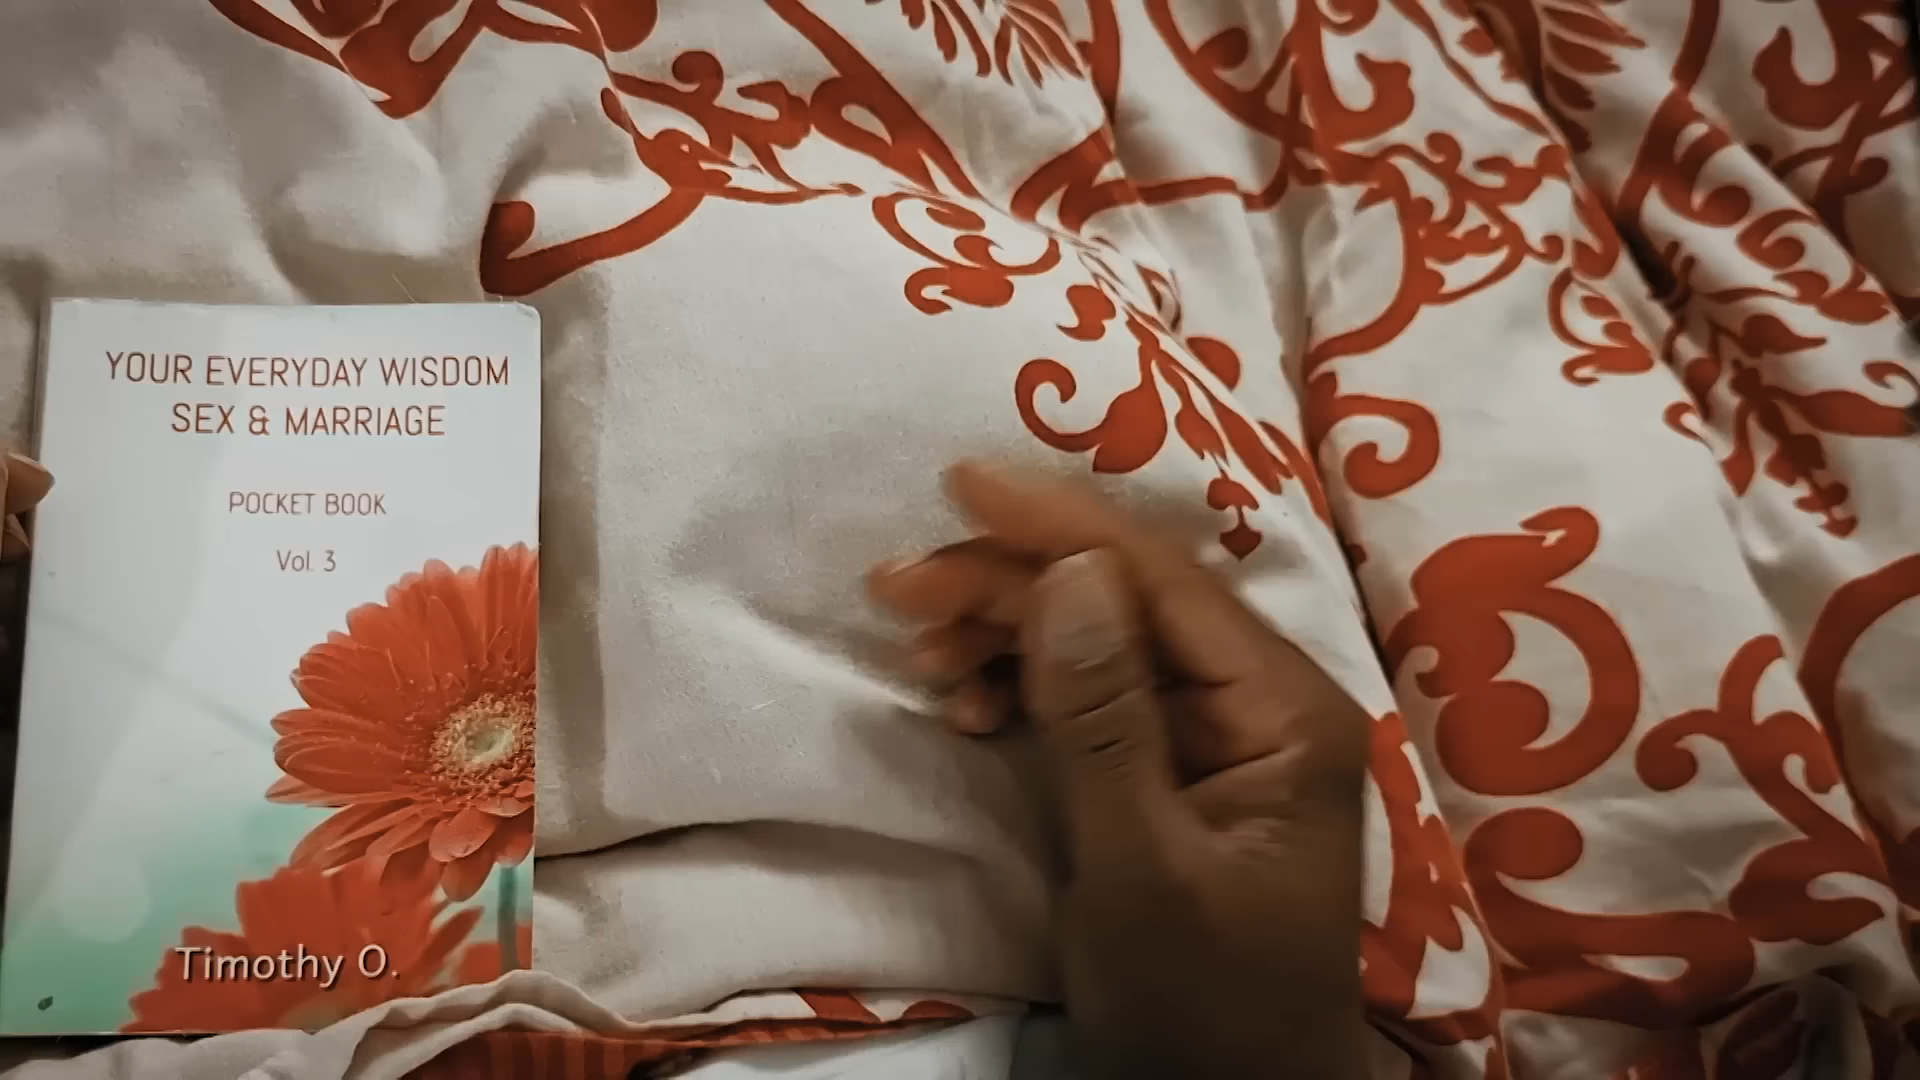 YOUR EVERYDAY WISDOM
SEX & MARRIAGE
POCKET BOOK
Vol. 3
Timothy O.